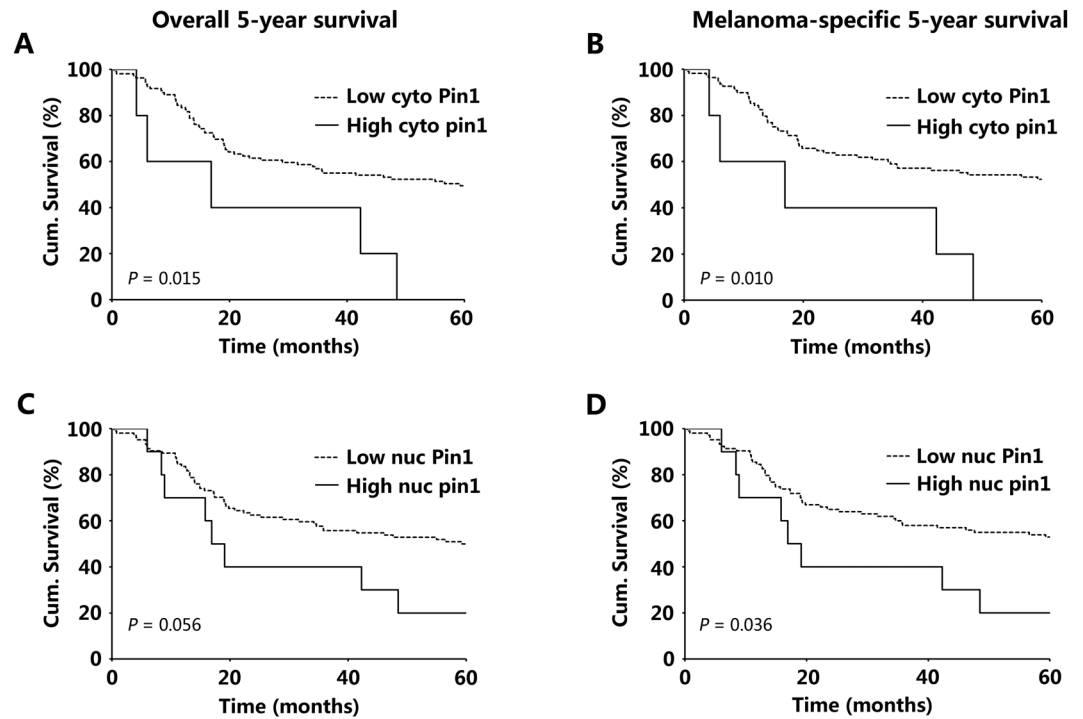 Overall 5-year survival
Melanoma-specific 5-year survival
A
100
80
60
40
20
0
Cum. Survival (%)
Low cyto Pin1
High cyto pin1
P = 0.015
0 20 40 60
Time (months)
B
100
80
60
40
20
0
Cum. Survival (%)
Low cyto Pin1
High cyto pin1
P = 0.010
0 20 40 60
Time (months)
C
100
80
60
40
20
0
Cum. Survival (%)
Low nuc Pin1
High nuc pin1
P = 0.056
0 20 40 60
Time (months)
D
100
80
60
40
20
0
Cum. Survival (%)
Low nuc Pin1
High nuc pin1
P = 0.036
0 20 40 60
Time (months)